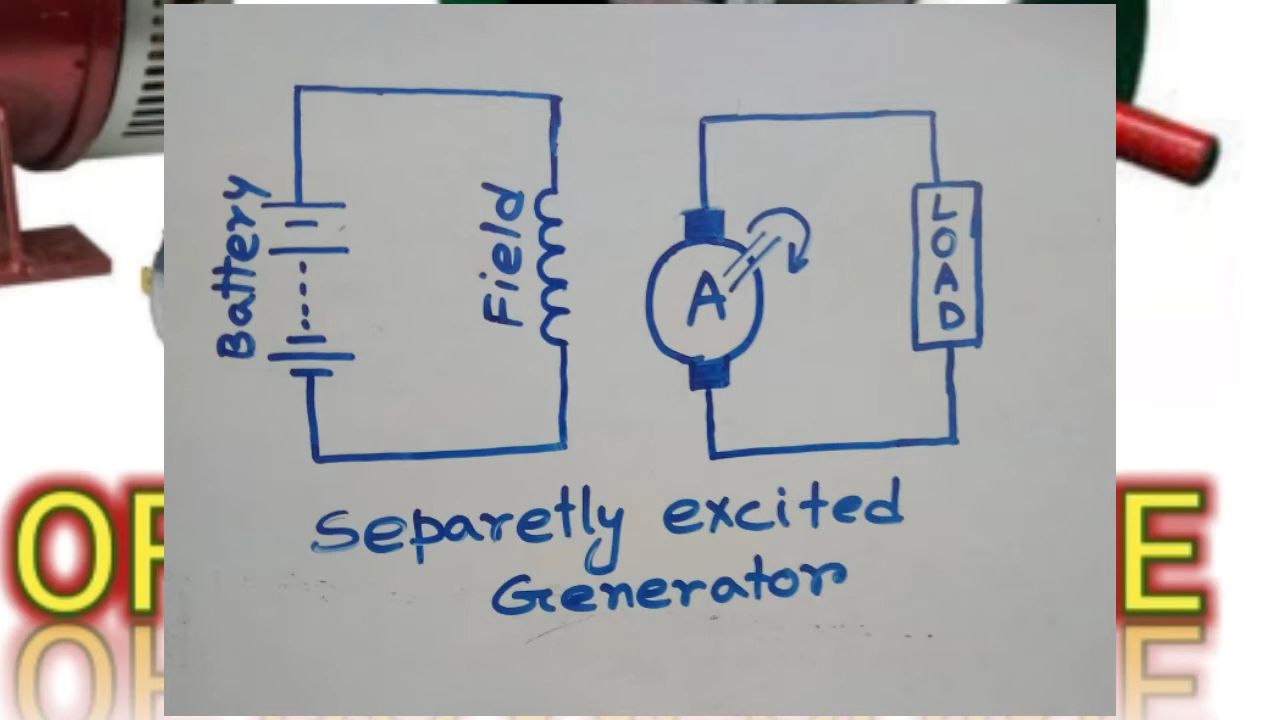 Battery
Field
A
LOAD
Separetly excited
Generator